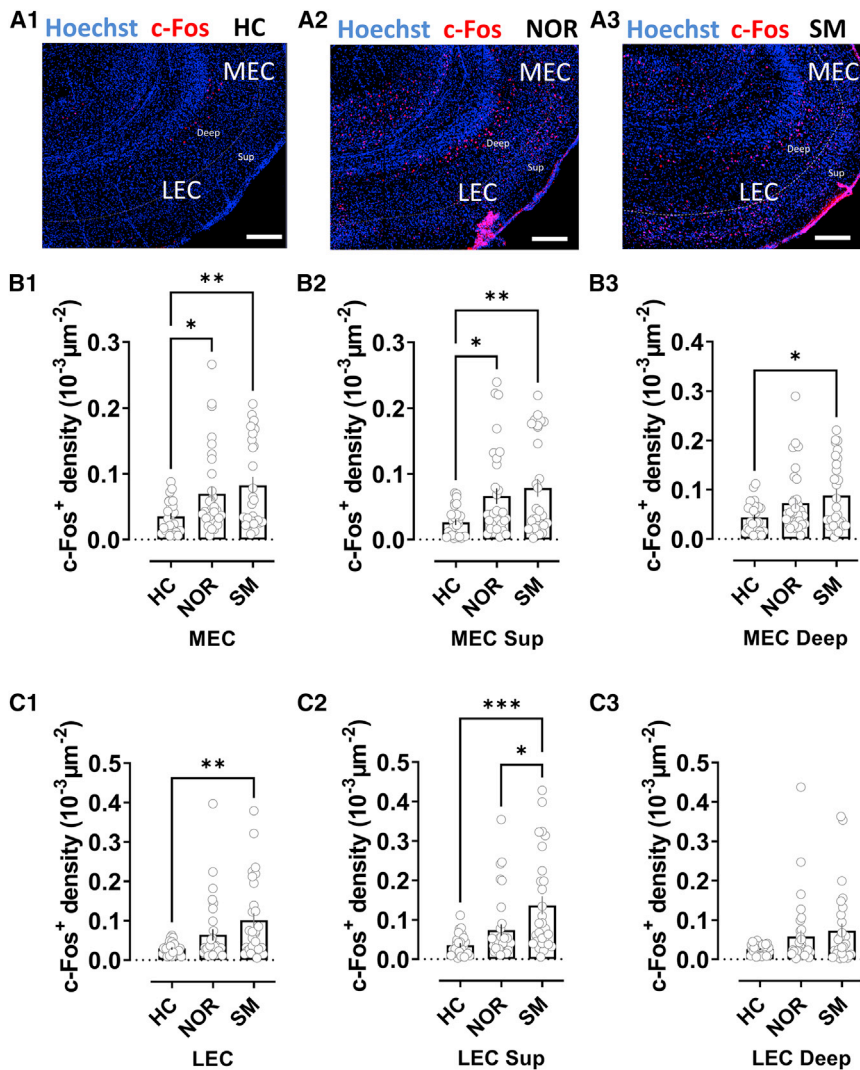 A1 Hoechst c-Fos HC
MEC
Deep
Sup
LEC
A2 Hoechst c-Fos NOR
MEC
Deep
Sup
LEC
A3 Hoechst c-Fos SM
MEC
Deep
Sup
LEC
B1
**
*
c-Fos⁺ density (10⁻³μm⁻²)
0.3
0.2
0.1
0.0
HC NOR SM
MEC
B2
**
*
c-Fos⁺ density (10⁻³μm⁻²)
0.3
0.2
0.1
0.0
HC NOR SM
MEC Sup
B3
*
c-Fos⁺ density (10⁻³μm⁻²)
0.4
0.3
0.2
0.1
0.0
HC NOR SM
MEC Deep
C1
**
c-Fos⁺ density (10⁻³μm⁻²)
0.5
0.4
0.3
0.2
0.1
0.0
HC NOR SM
LEC
C2
***
*
c-Fos⁺ density (10⁻³μm⁻²)
0.5
0.4
0.3
0.2
0.1
0.0
HC NOR SM
LEC Sup
C3
c-Fos⁺ density (10⁻³μm⁻²)
0.5
0.4
0.3
0.2
0.1
0.0
HC NOR SM
LEC Deep